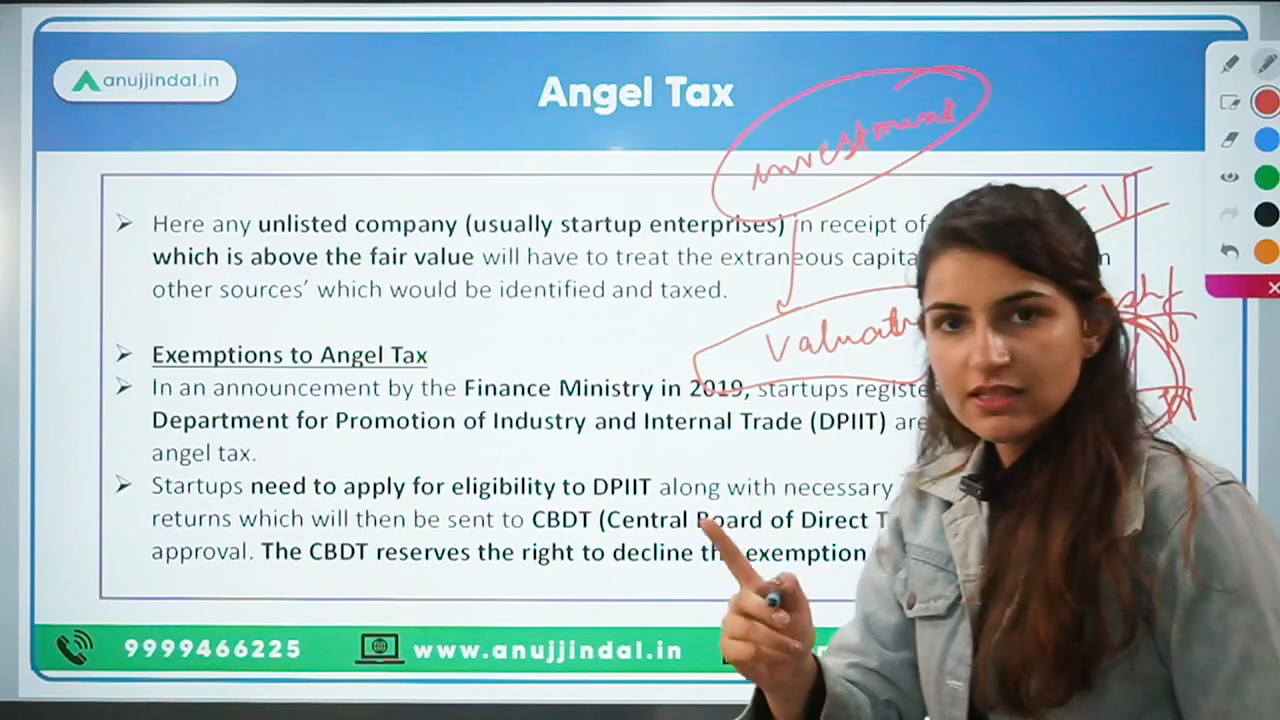 anujjindal.in
Angel Tax
investment
FVI
Here any unlisted company (usually startup enterprises) in receipt of
which is above the fair value will have to treat the extraneous capita
other sources' which would be identified and taxed.
Valuat
Exemptions to Angel Tax
In an announcement by the Finance Ministry in 2019, startups registe
Department for Promotion of Industry and Internal Trade (DPIIT) are
angel tax.
Startups need to apply for eligibility to DPIIT along with necessary
returns which will then be sent to CBDT (Central Board of Direct T
approval. The CBDT reserves the right to decline the exemption
9999466225
www.anujjindal.in